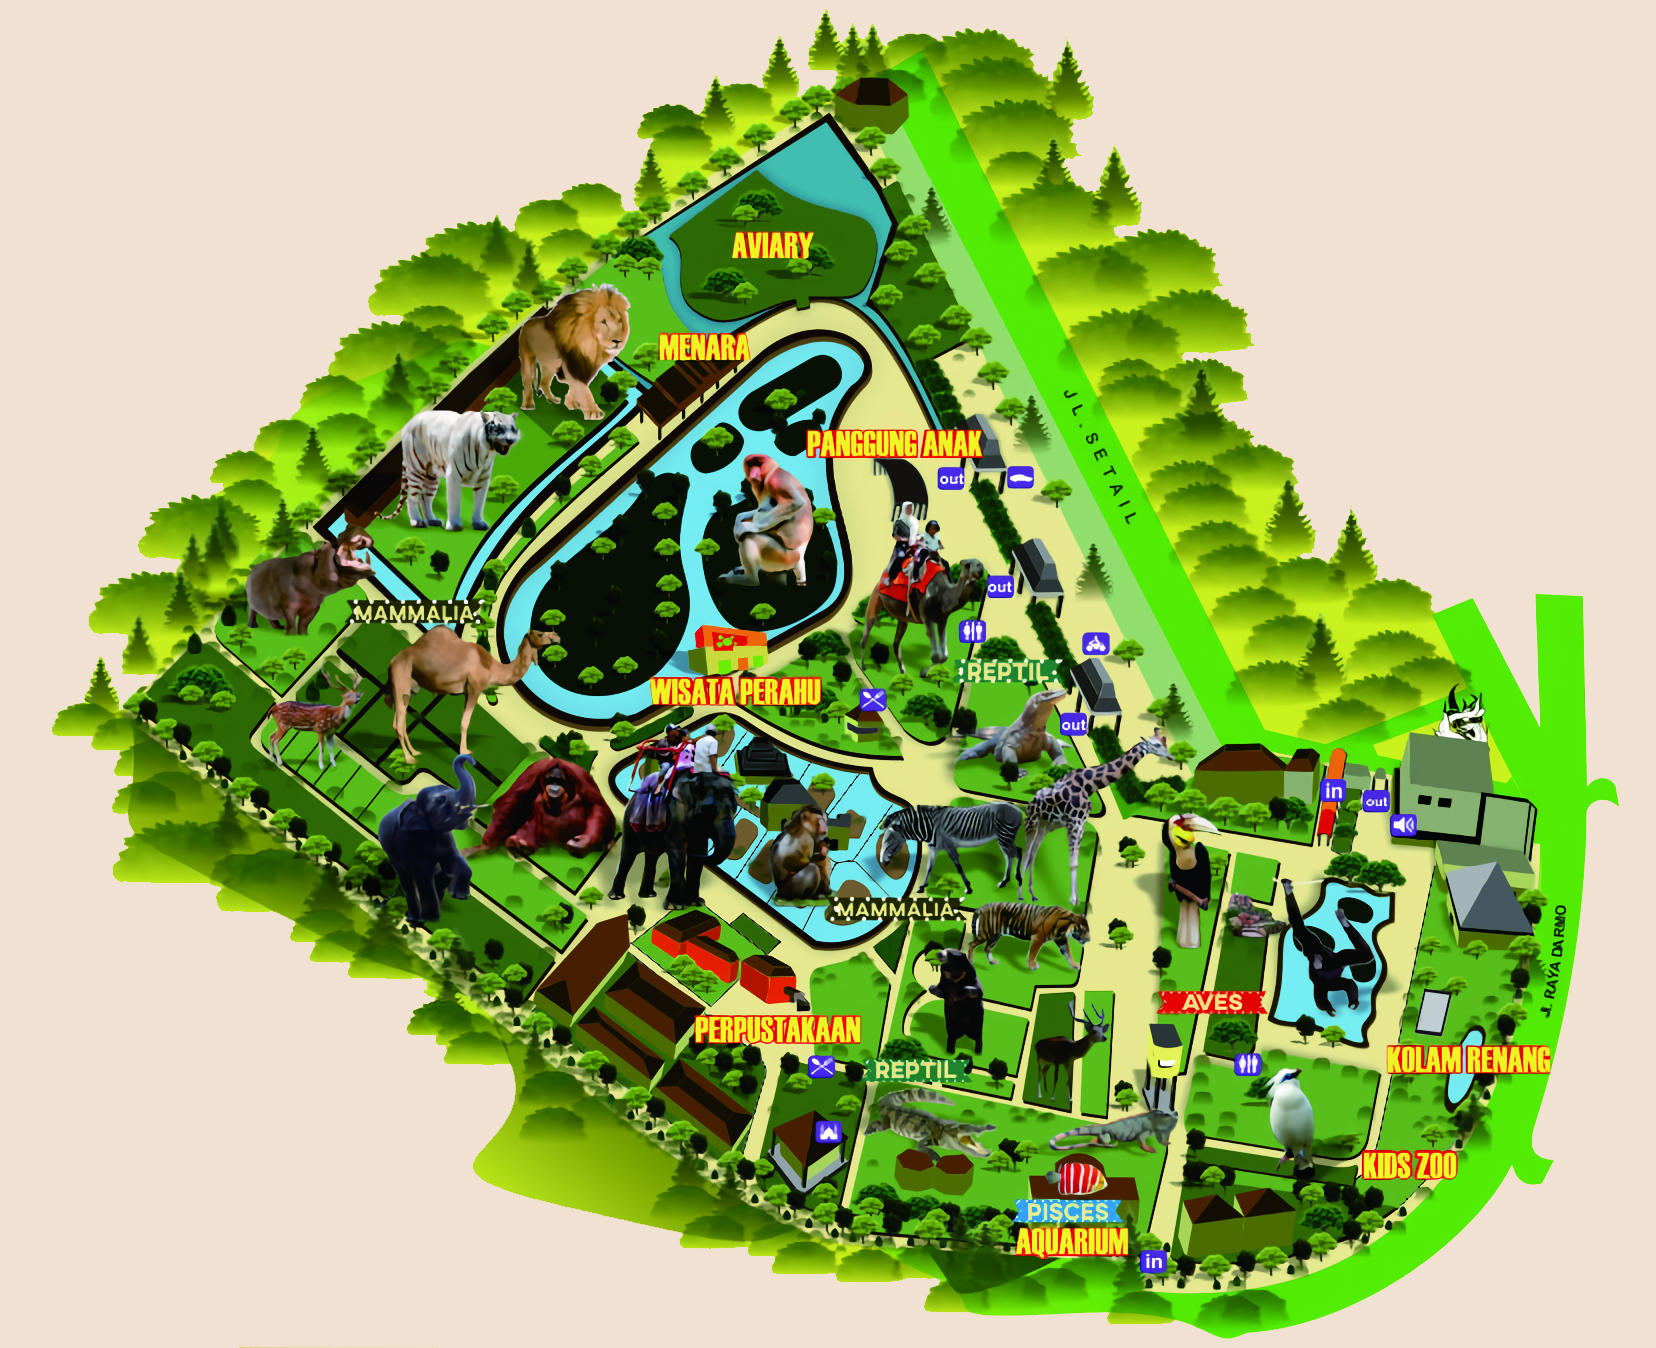 AVIARY
MENARA
JL. SETAIL
PANGGUNG ANAK
out
out
MAMMALIA
REPTIL
WISATA PERAHU
out
in
out
MAMMALIA
JL. RAYA DARMO
AVES
PERPUSTAKAAN
REPTIL
KOLAM RENANG
KIDS ZOO
PISCES
AQUARIUM
in